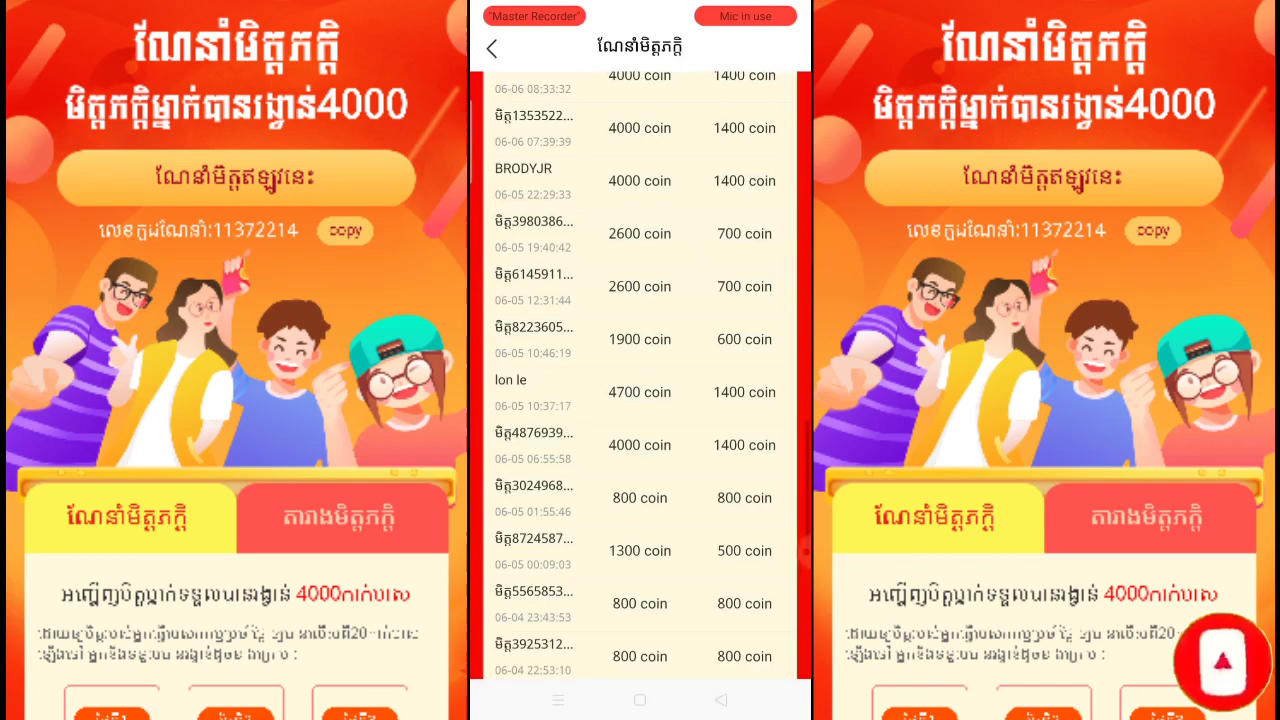 ណែនាំមិត្តភក្តិ
មិត្តភក្តិម្នាក់បានរង្វាន់4000
ណែនាំមិត្តឥឡូវនេះ
លេខកូដណែនាំ:11372214 copy
ណែនាំមិត្តភក្តិ
តារាងមិត្តភក្តិ
4000កាក់
"Master Recorder" Mic in use
ណែនាំមិត្តភក្តិ
4000 coin 1400 coin
06-06 08:33:32
មិត្ត1353522...
4000 coin 1400 coin
06-06 07:39:39
BRODYJR
4000 coin 1400 coin
06-05 22:29:33
មិត្ត3980386...
2600 coin 700 coin
06-05 19:40:42
មិត្ត6145911...
2600 coin 700 coin
06-05 12:31:44
មិត្ត8223605...
1900 coin 600 coin
06-05 10:46:19
lon le
4700 coin 1400 coin
06-05 10:37:17
មិត្ត4876939...
4000 coin 1400 coin
06-05 06:55:58
មិត្ត3024968...
800 coin 800 coin
06-05 01:55:46
មិត្ត8724587...
1300 coin 500 coin
06-05 00:09:03
មិត្ត5565853...
800 coin 800 coin
06-04 23:43:53
មិត្ត3925312...
800 coin 800 coin
06-04 22:53:10
ណែនាំមិត្តភក្តិ
មិត្តភក្តិម្នាក់បានរង្វាន់4000
ណែនាំមិត្តឥឡូវនេះ
លេខកូដណែនាំ:11372214 copy
ណែនាំមិត្តភក្តិ
តារាងមិត្តភក្តិ
4000កាក់